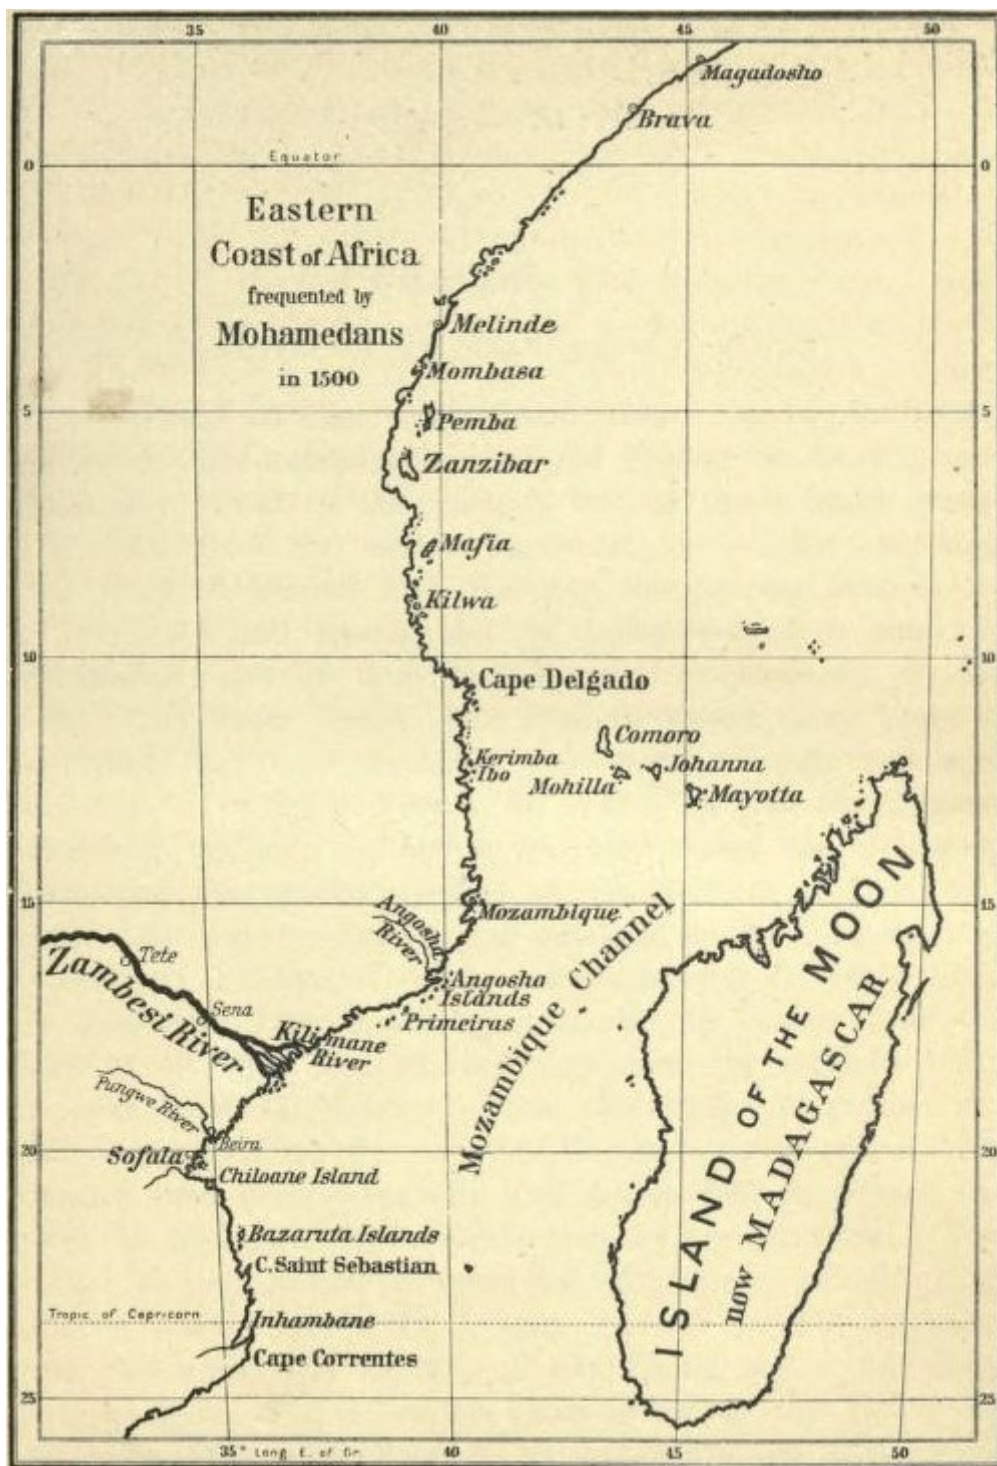 35 40 45 50
Magadosho
Brava
Equator
0 0
Eastern
Coast of Africa
frequented by
Mohamedans
in 1500
Melinde
Mombasa
5 5
Pemba
Zanzibar
Mafia
Kilwa
10 10
Cape Delgado
Comoro
Kerimba
Ibo
Johanna
Mohilla
Mayotta
15 15
Mozambique
Angosha
River
Mozambique Channel
ISLAND OF THE MOON
now MADAGASCAR
Tete
Zambesi River
Angosha
Islands
Sena
Primeiras
Kilimane
River
Pungwe River
Beira
20 20
Sofala
Chiloane Island
Bazaruta Islands
C. Saint Sebastian
Tropic of Capricorn
Inhambane
Cape Correntes
25 25
35° Long E. of Gr. 40 45 50